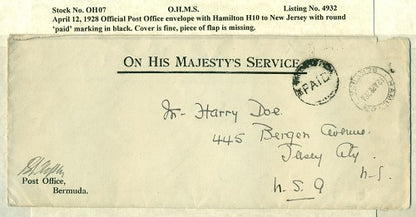 Stock No. OH07 O.H.M.S. Listing No. 4932
April 12, 1928 Official Post Office envelope with Hamilton H10 to New Jersey with round
'paid' marking in black. Cover is fine, piece of flap is missing.
ON HIS MAJESTY'S SERVICE
PAID
Mr. Harry Doe.
445 Bergen Avenue.
Jersey City
N.J.
U.S.A
Post Office,
Bermuda.